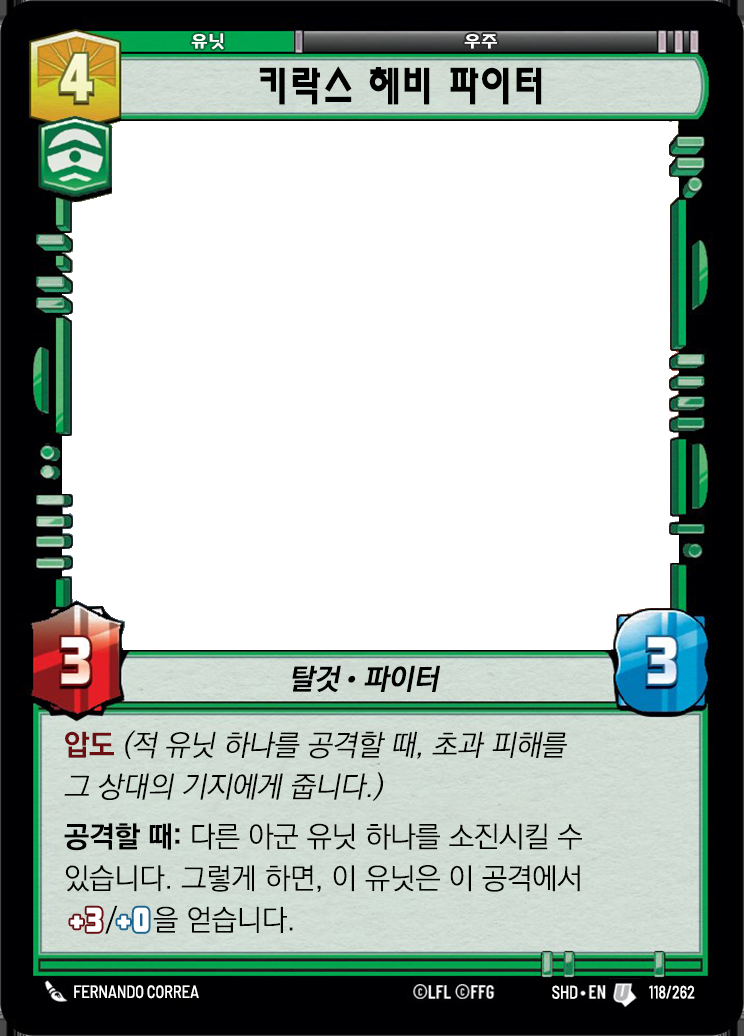 유닛
우주
4
키락스 헤비 파이터
3
탈것 • 파이터
3
압도 (적 유닛 하나를 공격할 때, 초과 피해를
그 상대의 기지에게 줍니다.)
공격할 때: 다른 아군 유닛 하나를 소진시킬 수
있습니다. 그렇게 하면, 이 유닛은 이 공격에서
+3/+0을 얻습니다.
FERNANDO CORREA
©LFL ©FFG
SHD • EN
U
118/262